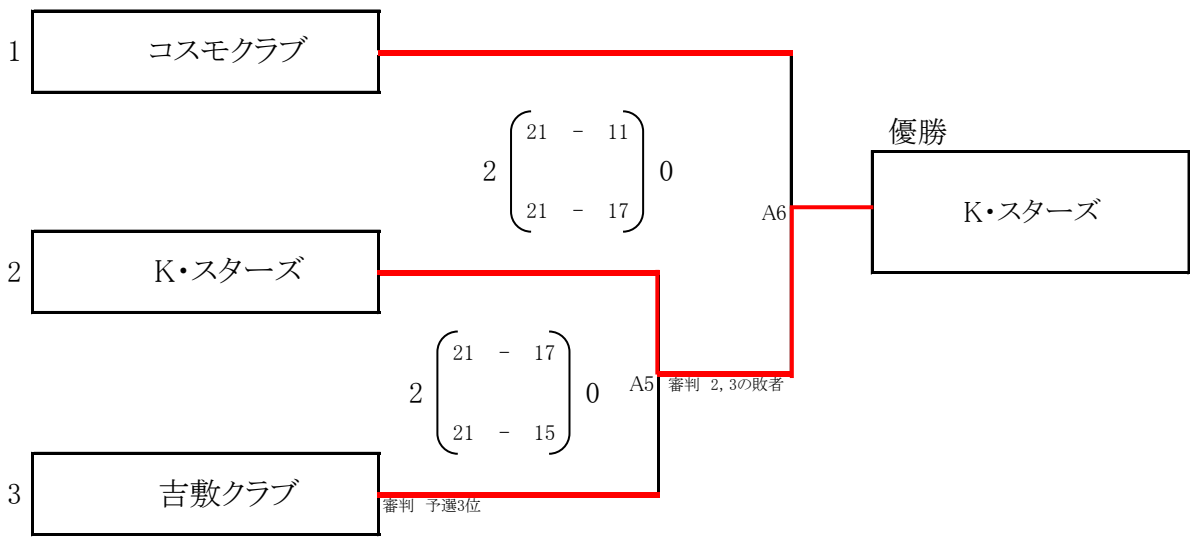 1 コスモクラブ
21 - 11
2 0
21 - 17
優勝
K・スターズ
A6
2 K・スターズ
21 - 17
2 0
21 - 15
A5 審判 2,3の敗者
3 吉敷クラブ
審判 予選3位